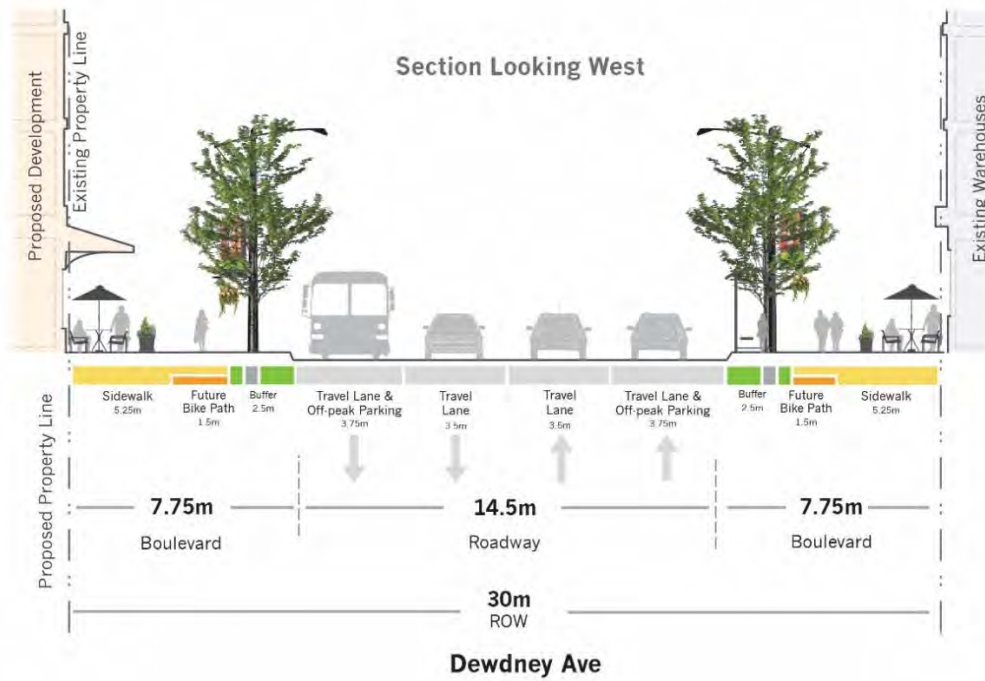 Section Looking West
Proposed Development
Existing Property Line
Existing Warehouses
Proposed Property Line
Sidewalk
5.25m
Future
Bike Path
1.5m
Buffer
2.5m
Travel Lane &
Off-peak Parking
3.75m
Travel
Lane
3.5m
Travel
Lane
3.5m
Travel Lane &
Off-peak Parking
3.75m
Buffer
2.5m
Future
Bike Path
1.5m
Sidewalk
5.25m
7.75m
Boulevard
14.5m
Roadway
7.75m
Boulevard
30m
ROW
Dewdney Ave